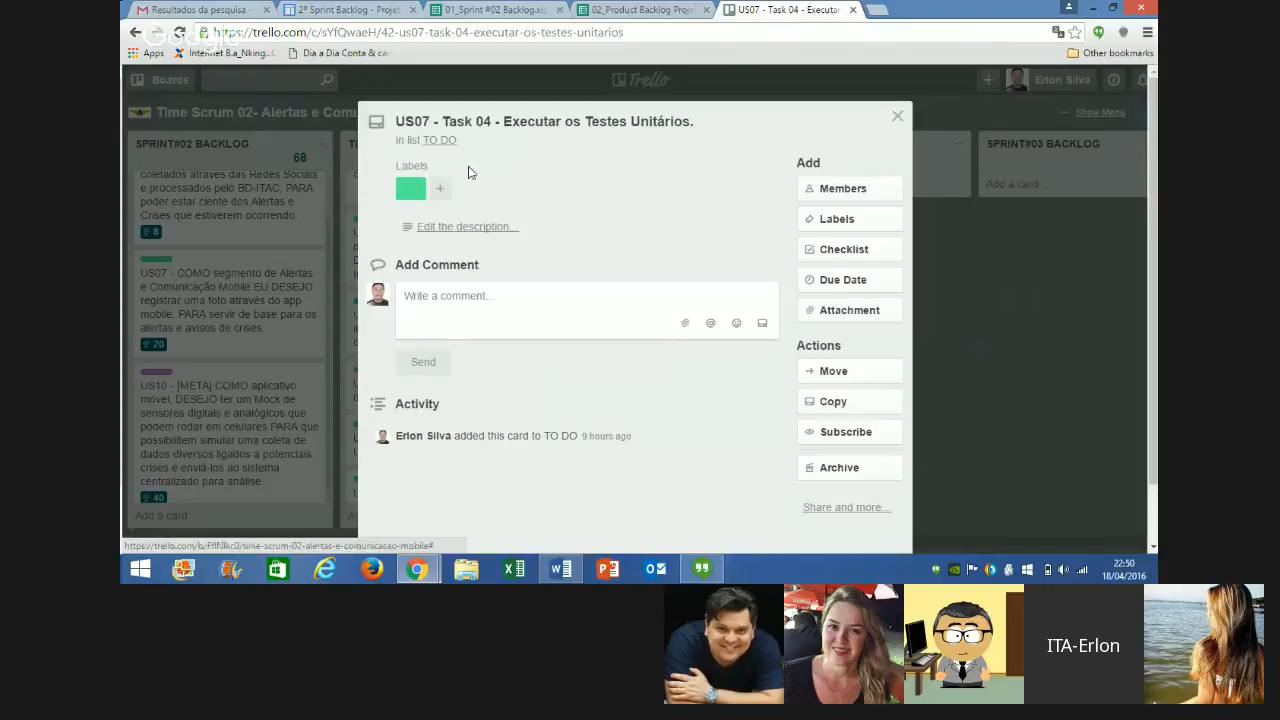 Resultados da pesquisa -
2º Sprint Backlog - Projet
01_Sprint #02 Backlog.xls
02_Product Backlog Proje
US07 - Task 04 - Executar
Google
https://trello.com/c/sYfQwaeH/42-us07-task-04-executar-os-testes-unitarios
Apps
Internet B.a_Nking
Dia a Dia Conta & car
Other bookmarks
Boards
Trello
Erlon Silva
Time Scrum 02- Alertas e Comu
Show Menu
SPRINT#02 BACKLOG
68
coletados através das Redes Sociais
e processados pelo BD-ITAC, PARA
poder estar ciente dos Alertas e
Crises que estiverem ocorrendo.
8
US07 - COMO segmento de Alertas
e Comunicação Mobile EU DESEJO
registrar uma foto através do app
mobile. PARA servir de base para os
alertas e avisos de crises.
20
US10 - [META] COMO aplicativo
móvel, DESEJO ter um Mock de
sensores digitais e analógicos que
podem rodar em celulares PARA que
possibilitem simular uma coleta de
dados diversos ligados a potenciais
crises e enviá-los ao sistema
centralizado para análise.
40
Add a card
US07 - Task 04 - Executar os Testes Unitários.
in list TO DO
Labels
+
Edit the description...
Add Comment
Write a comment...
Send
Activity
Erlon Silva added this card to TO DO 9 hours ago
Add
Members
Labels
Checklist
Due Date
Attachment
Actions
Move
Copy
Subscribe
Archive
Share and more...
SPRINT#03 BACKLOG
Add a card...
22:50
18/04/2016
ITA-Erlon